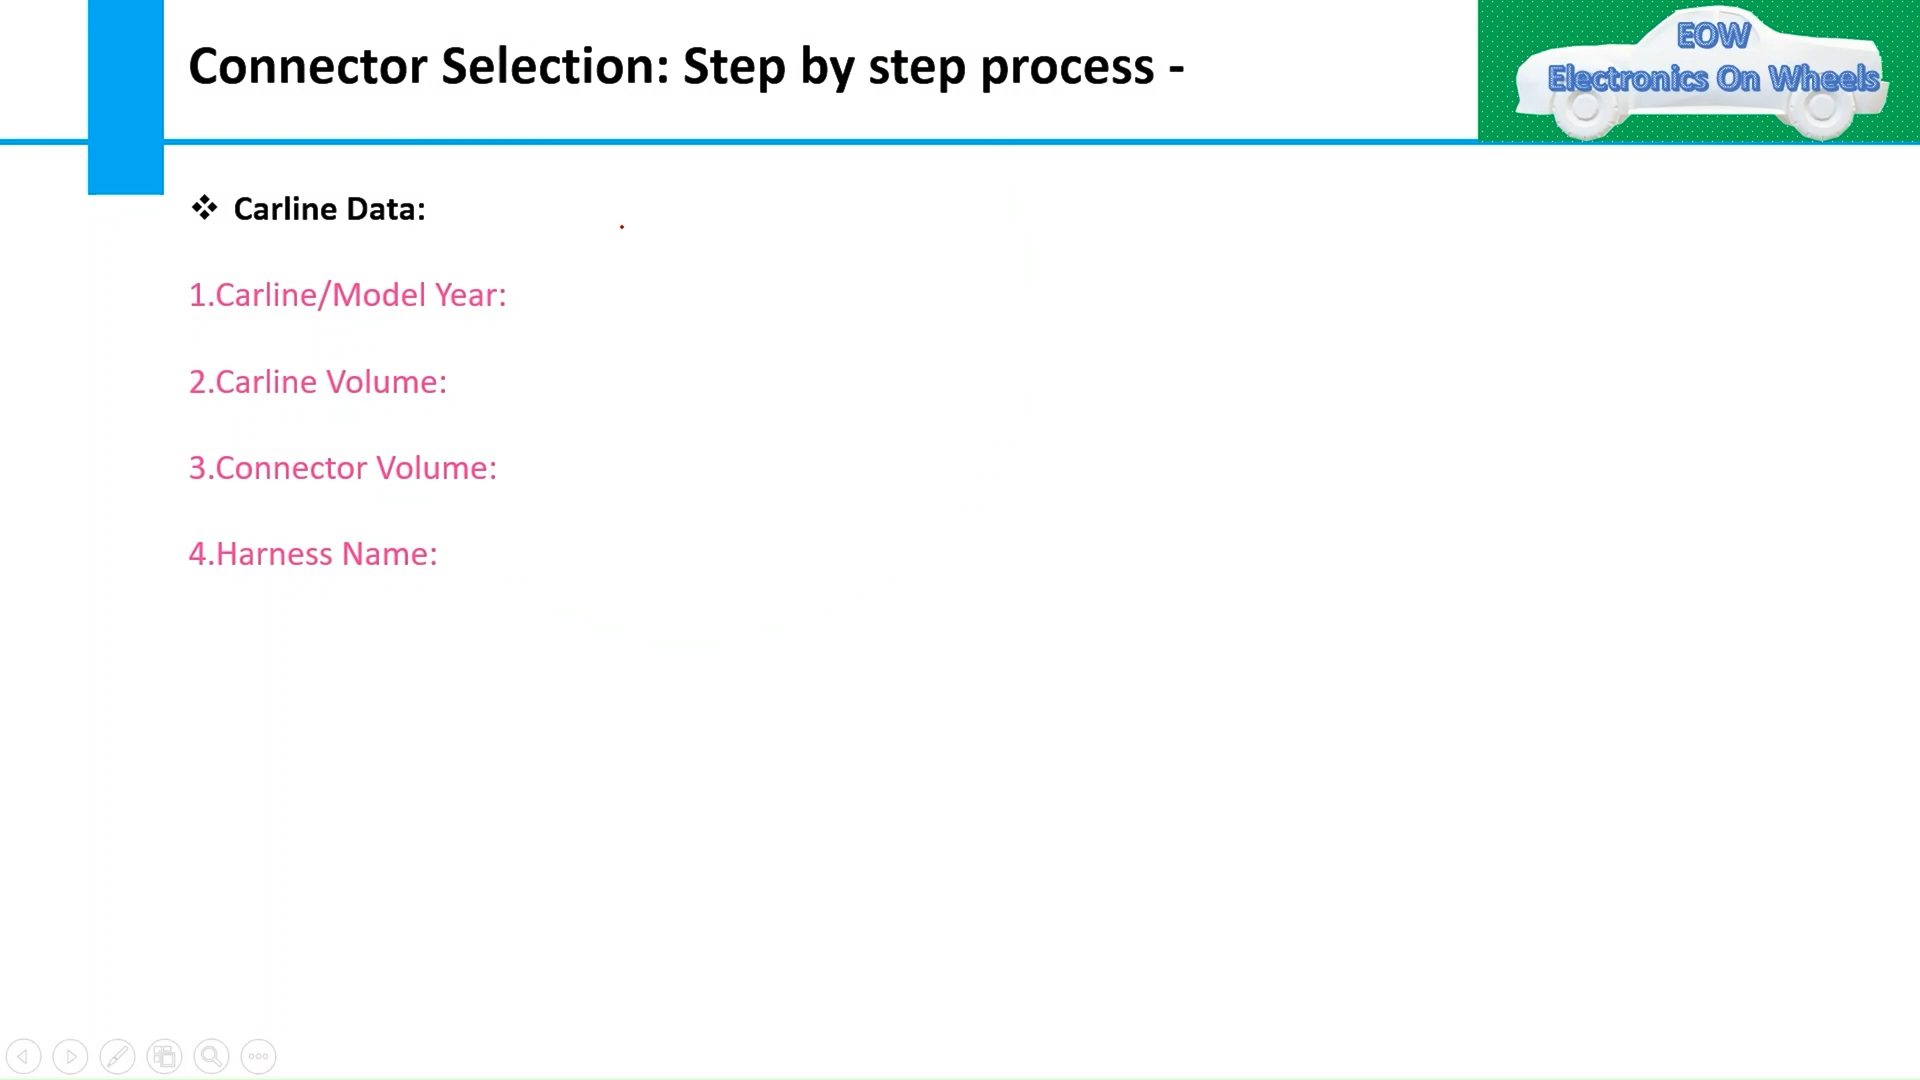 Connector Selection: Step by step process -
EOW
Electronics On Wheels
❖ Carline Data:
1.Carline/Model Year:
2.Carline Volume:
3.Connector Volume:
4.Harness Name: